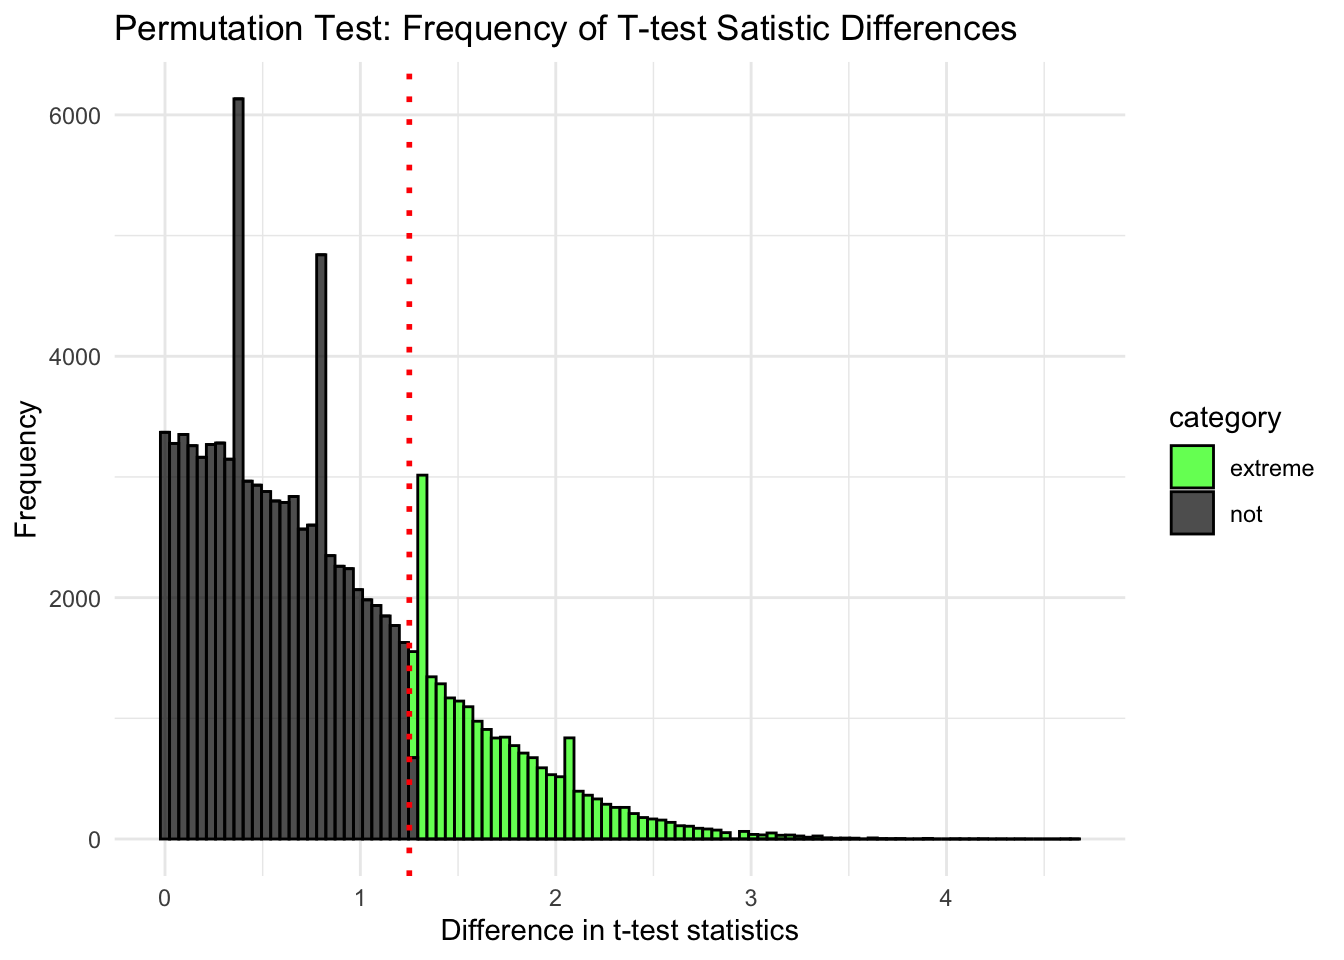 Permutation Test: Frequency of T-test Satistic Differences
6000
4000
2000
0
Frequency
0 1 2 3 4
Difference in t-test statistics
category
extreme
not